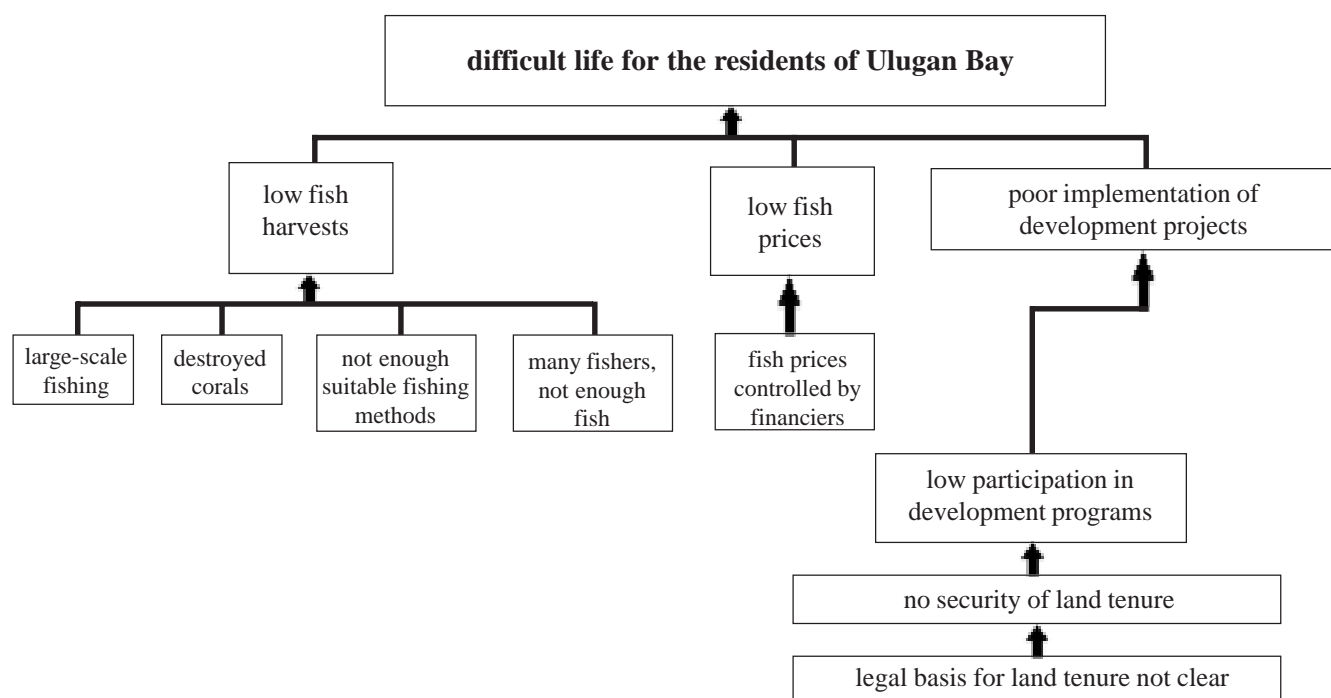 difficult life for the residents of Ulugan Bay
low fish
harvests
low fish
prices
poor implementation of
development projects
large-scale
fishing
destroyed
corals
not enough
suitable fishing
methods
many fishers,
not enough
fish
fish prices
controlled by
financiers
low participation in
development programs
no security of land tenure
legal basis for land tenure not clear